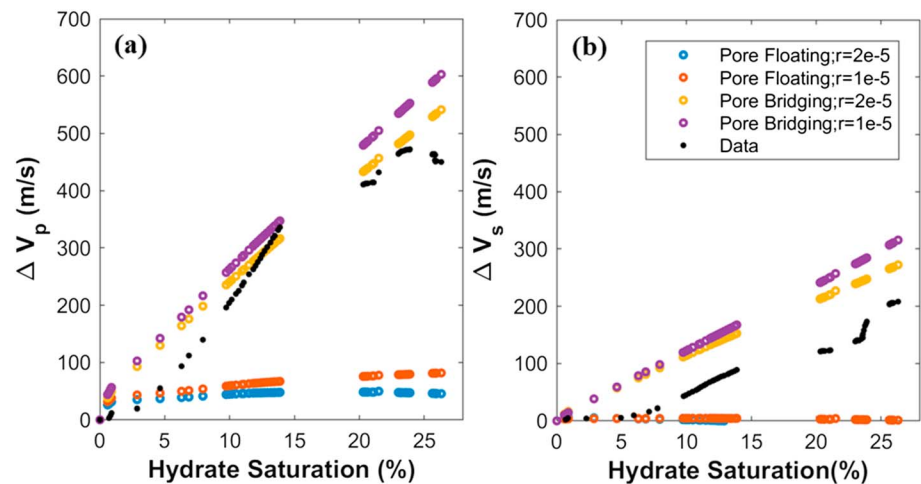 (a)
700
600
500
400
300
200
100
0
Δ Vp (m/s)
0 5 10 15 20 25
Hydrate Saturation (%)
(b)
Pore Floating;r=2e-5
Pore Floating;r=1e-5
Pore Bridging;r=2e-5
Pore Bridging;r=1e-5
Data
700
600
500
400
300
200
100
0
Δ Vs (m/s)
0 5 10 15 20 25
Hydrate Saturation(%)